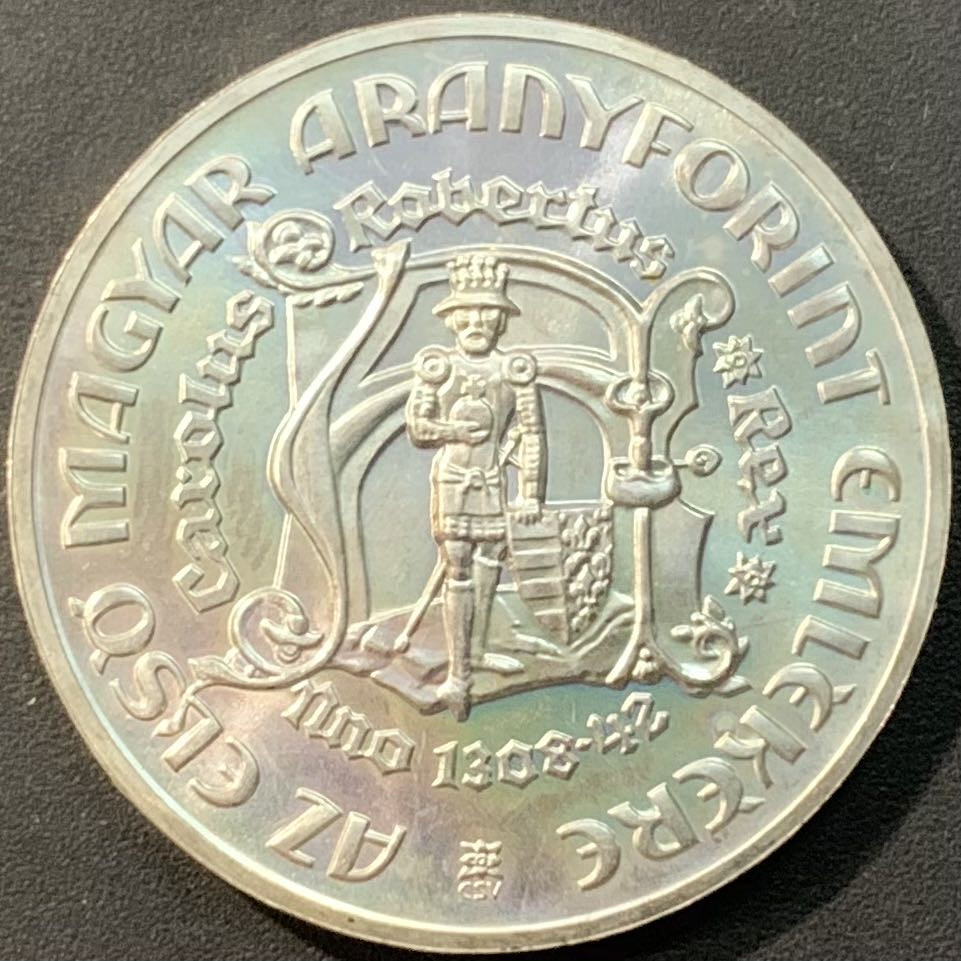 AZ ELSŐ MAGYAR ARANYFORINT EMLÉKÉRE
Carolus Robertus Rex
Anno 1308-42